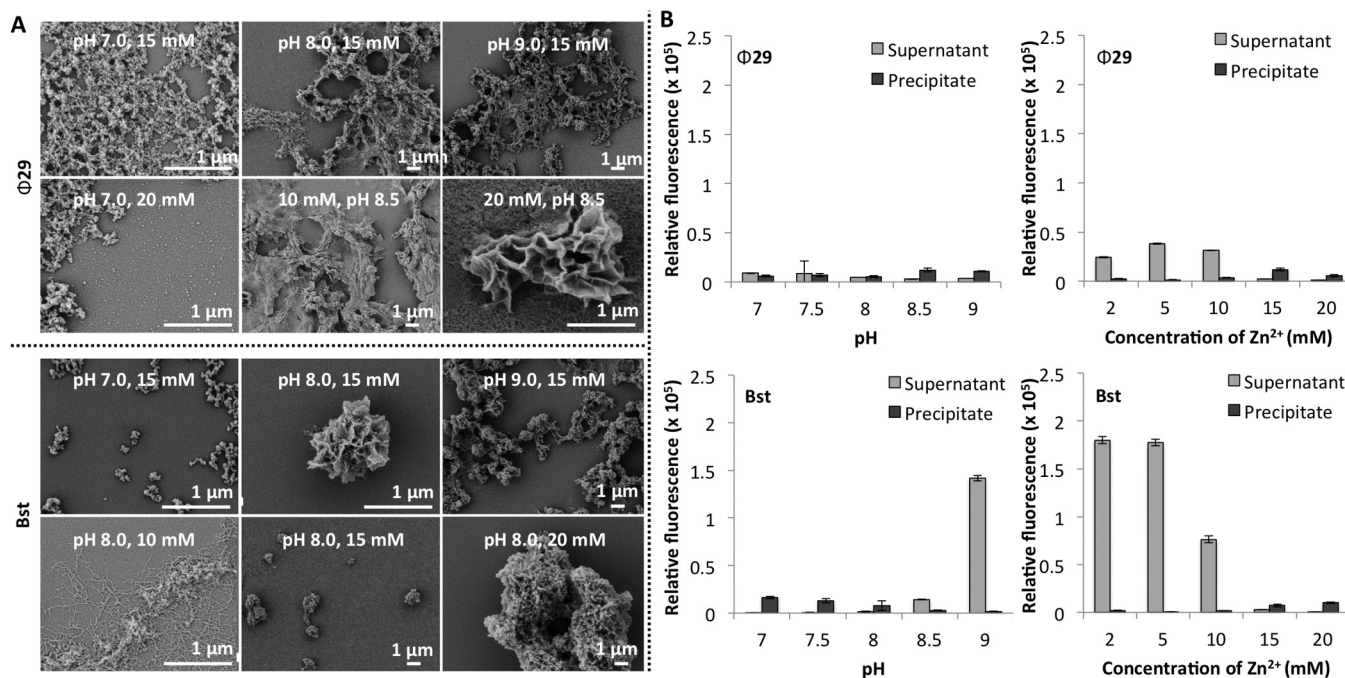 A
pH 7.0, 15 mM
pH 8.0, 15 mM
pH 9.0, 15 mM
1 μm
1 μm
1 μm
Φ29
pH 7.0, 20 mM
10 mM, pH 8.5
20 mM, pH 8.5
1 μm
1 μm
1 μm
pH 7.0, 15 mM
pH 8.0, 15 mM
pH 9.0, 15 mM
1 μm
1 μm
1 μm
Bst
pH 8.0, 10 mM
pH 8.0, 15 mM
pH 8.0, 20 mM
1 μm
1 μm
1 μm
B
Relative fluorescence (x 10⁵)
2.5
2
1.5
1
0.5
0
Φ29
Supernatant
Precipitate
7 7.5 8 8.5 9
pH
Relative fluorescence (x 10⁵)
2.5
2
1.5
1
0.5
0
Φ29
Supernatant
Precipitate
2 5 10 15 20
Concentration of Zn²⁺ (mM)
Relative fluorescence (x 10⁵)
2.5
2
1.5
1
0.5
0
Bst
Supernatant
Precipitate
7 7.5 8 8.5 9
pH
Relative fluorescence (x 10⁵)
2.5
2
1.5
1
0.5
0
Bst
Supernatant
Precipitate
2 5 10 15 20
Concentration of Zn²⁺ (mM)